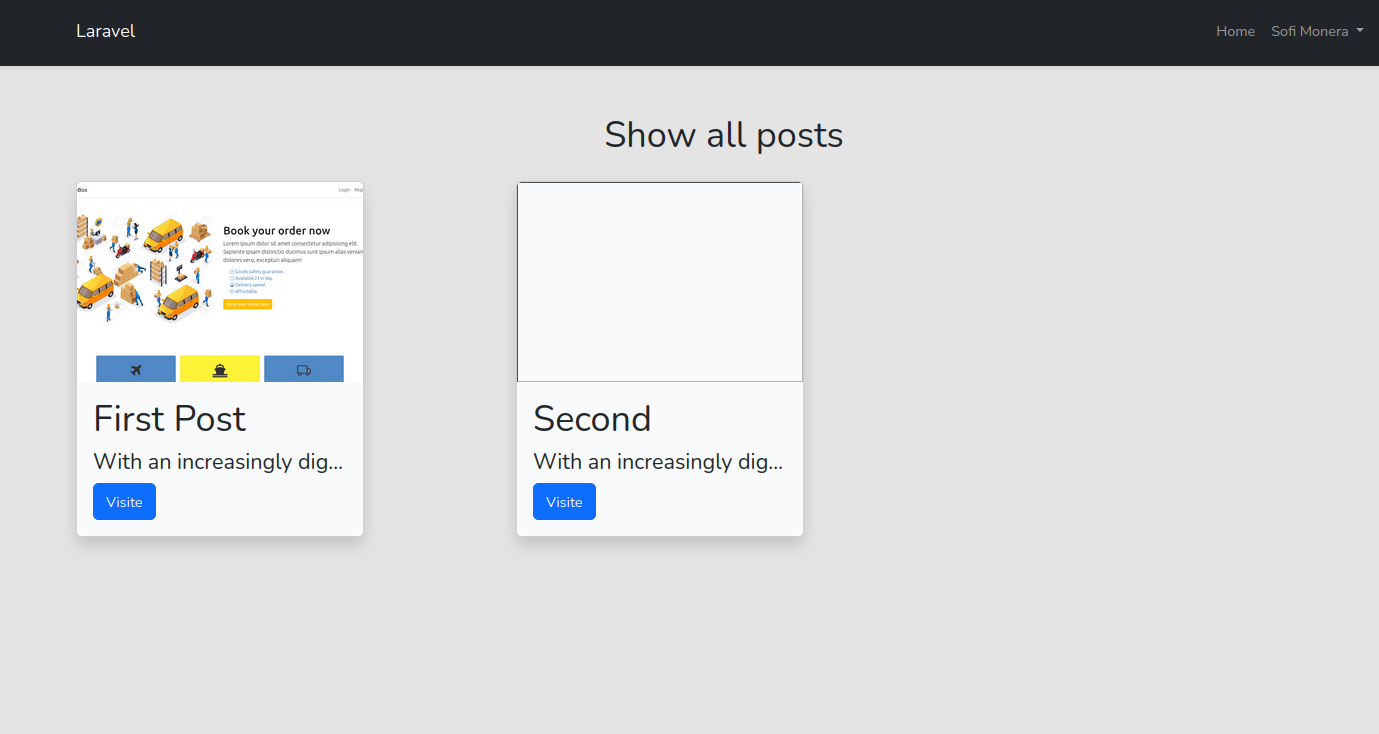 Laravel
Home
Sofi Monera
Show all posts
Box
Login
Reg
Book your order now
Lorem ipsum dolor sit amet consectetur adipisicing elit.
Sapiente ipsam distinctio ducimus sunt ipsum alias veniam
dolores vero, excepturi aliquam!
Goods safety guarantee
Available 24 in day.
Delivery speed
Affordable
Book your order now
First Post
With an increasingly dig...
Visite
Second
With an increasingly dig...
Visite